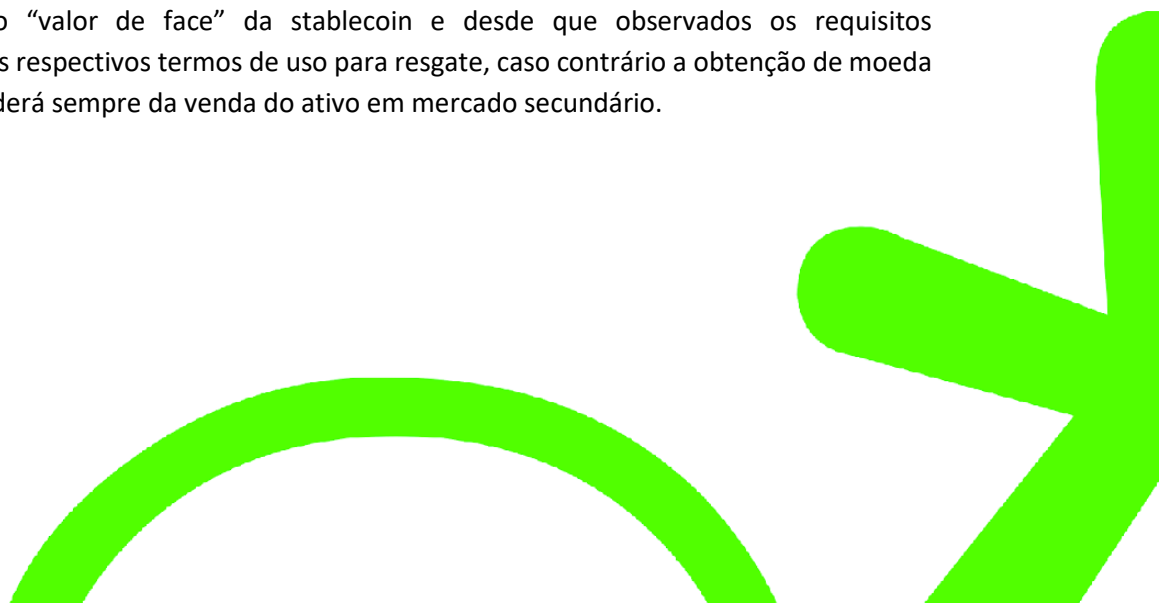 “valor de face” da stablecoin e desde que observados os requisitos
respectivos termos de uso para resgate, caso contrário a obtenção de moeda
sempre da venda do ativo em mercado secundário.